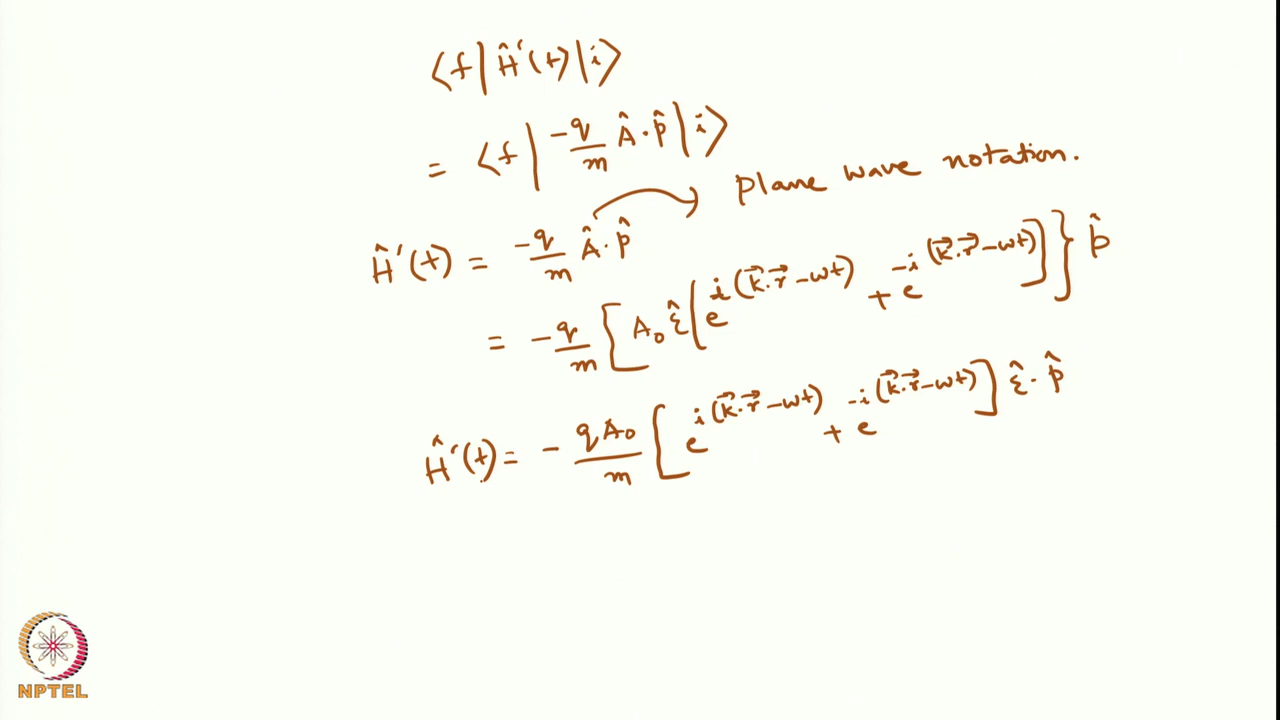 ⟨f|Ĥ′(t)|i⟩
= ⟨f| -q/m Â·p̂ |i⟩
plane wave notation.
Ĥ′(t) = -q/m Â·p̂
= -q/m [A₀ ε̂ ( e^{i(k⃗·r⃗ -ωt)} + e^{-i(k⃗·r⃗ -ωt)} ] } p̂
Ĥ′(t) = - qA₀/m [ e^{i(k⃗·r⃗ -ωt)} + e^{-i(k⃗·r⃗ -ωt)} ] ε̂·p̂
NPTEL